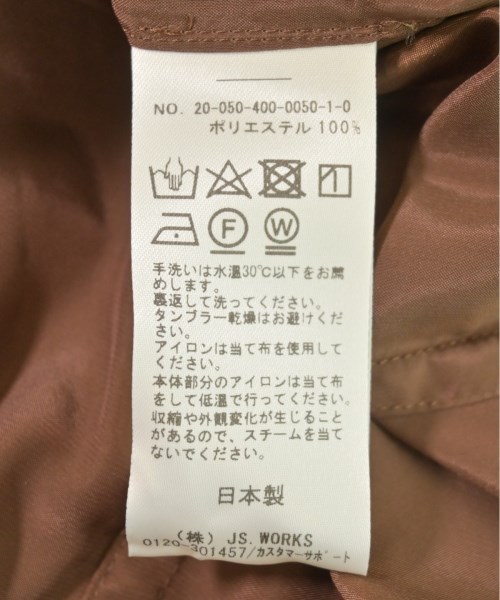 NO. 20-050-400-0050-1-0
ポリエステル 100%
F W
手洗いは水温30℃以下をお薦
めします。
裏返して洗ってください。
タンブラー乾燥はお避けくだ
さい。
アイロンは当て布を使用して
ください。
本体部分のアイロンは当て布
をして低温で行ってください。
収縮や外観変化が生じること
があるので、スチームを当て
ないでください。
日本製
(株) JS. WORKS
0120-301457/カスタマーサポート